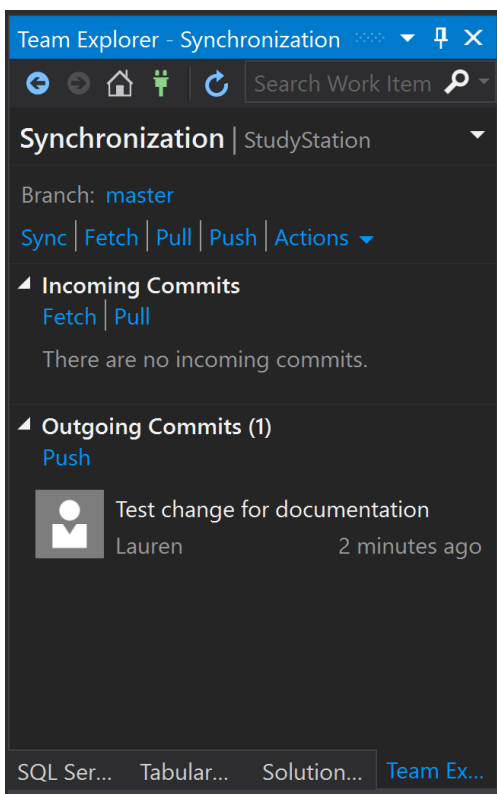 Team Explorer - Synchronization
Search Work Item
Synchronization | StudyStation
Branch: master
Sync | Fetch | Pull | Push | Actions
Incoming Commits
Fetch | Pull
There are no incoming commits.
Outgoing Commits (1)
Push
Test change for documentation
Lauren 2 minutes ago
SQL Ser... Tabular... Solution... Team Ex...